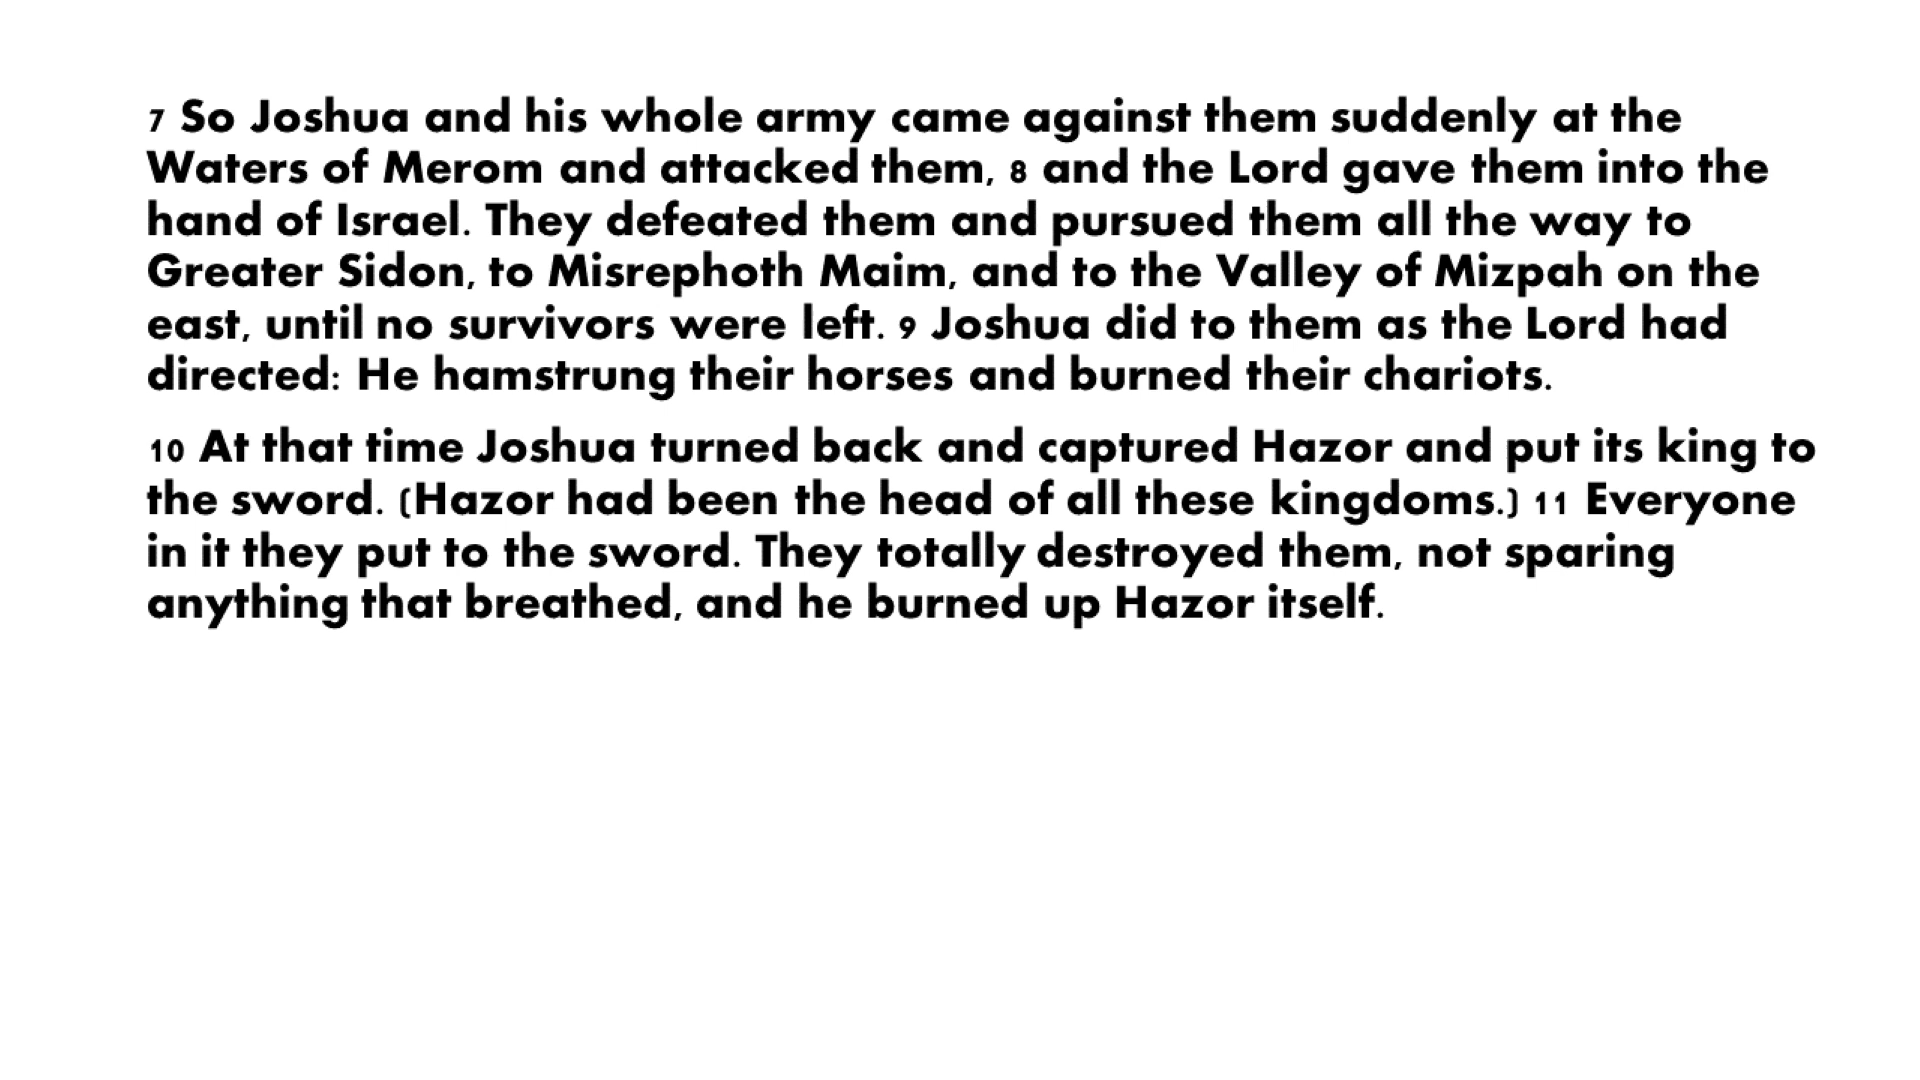 7 So Joshua and his whole army came against them suddenly at the
Waters of Merom and attacked them, 8 and the Lord gave them into the
hand of Israel. They defeated them and pursued them all the way to
Greater Sidon, to Misrephoth Maim, and to the Valley of Mizpah on the
east, until no survivors were left. 9 Joshua did to them as the Lord had
directed: He hamstrung their horses and burned their chariots.
10 At that time Joshua turned back and captured Hazor and put its king to
the sword. (Hazor had been the head of all these kingdoms.) 11 Everyone
in it they put to the sword. They totally destroyed them, not sparing
anything that breathed, and he burned up Hazor itself.